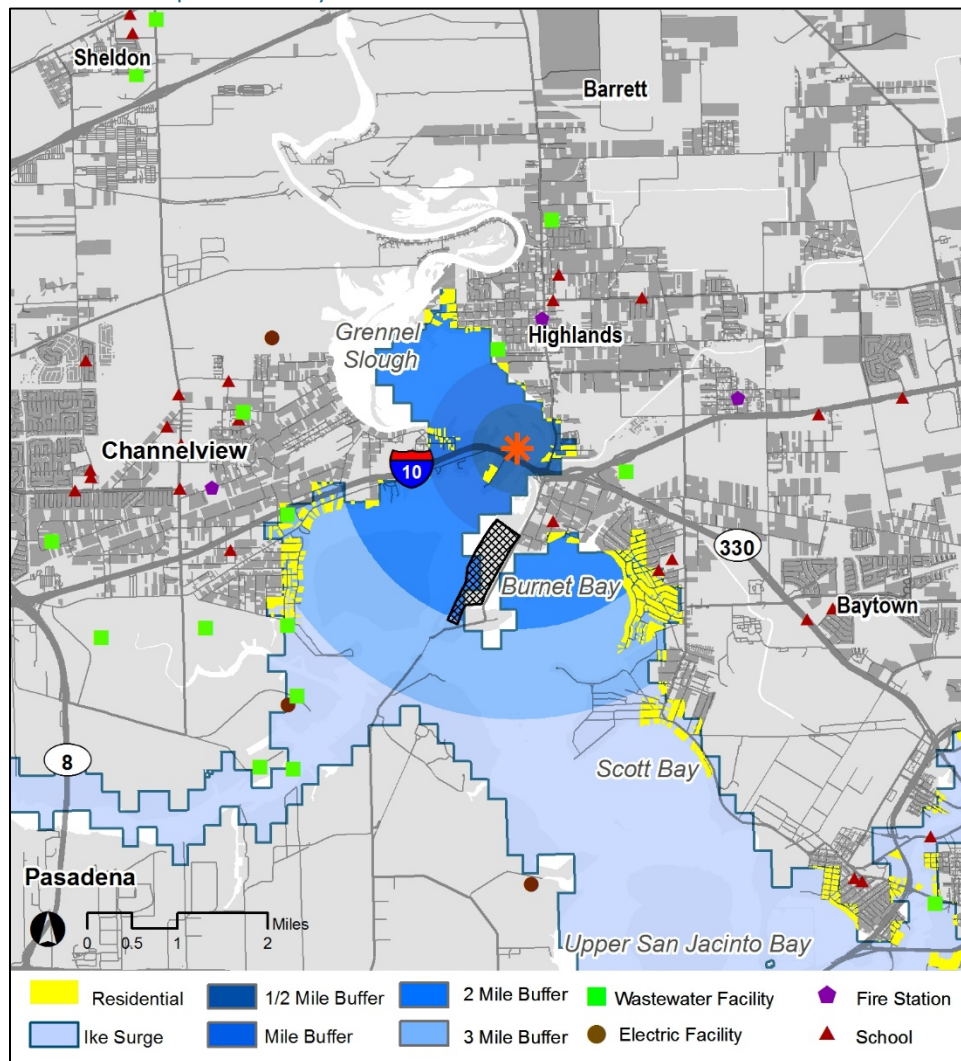 Sheldon
Barrett
Grennel
Slough
Highlands
Channelview
10
330
Burnet Bay
Baytown
8
Scott Bay
Pasadena
Miles
0 0.5 1 2
Upper San Jacinto Bay
Residential 1/2 Mile Buffer 2 Mile Buffer Wastewater Facility Fire Station
Ike Surge Mile Buffer 3 Mile Buffer Electric Facility School